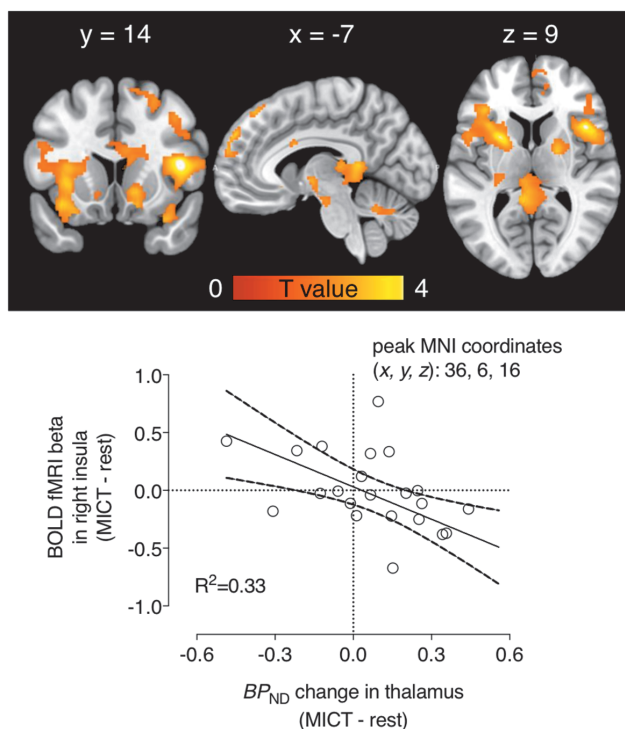 y = 14
x = -7
z = 9
0
T value
4
peak MNI coordinates
(x, y, z): 36, 6, 16
BOLD fMRI beta
in right insula
(MICT - rest)
1.0
0.5
0.0
-0.5
-1.0
R²=0.33
-0.6
-0.3
0.0
0.3
0.6
BP_ND change in thalamus
(MICT - rest)